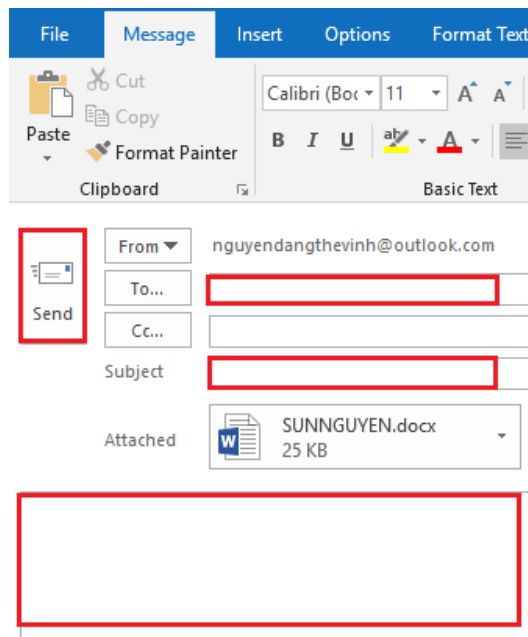 File Message Insert Options Format Text
Cut
Calibri (Boc 11 A A
Copy
Paste
B I U ab A
Format Painter
Clipboard Basic Text
From nguyendangthevinh@outlook.com
To...
Send
Cc...
Subject
SUNNGUYEN.docx
Attached W
25 KB